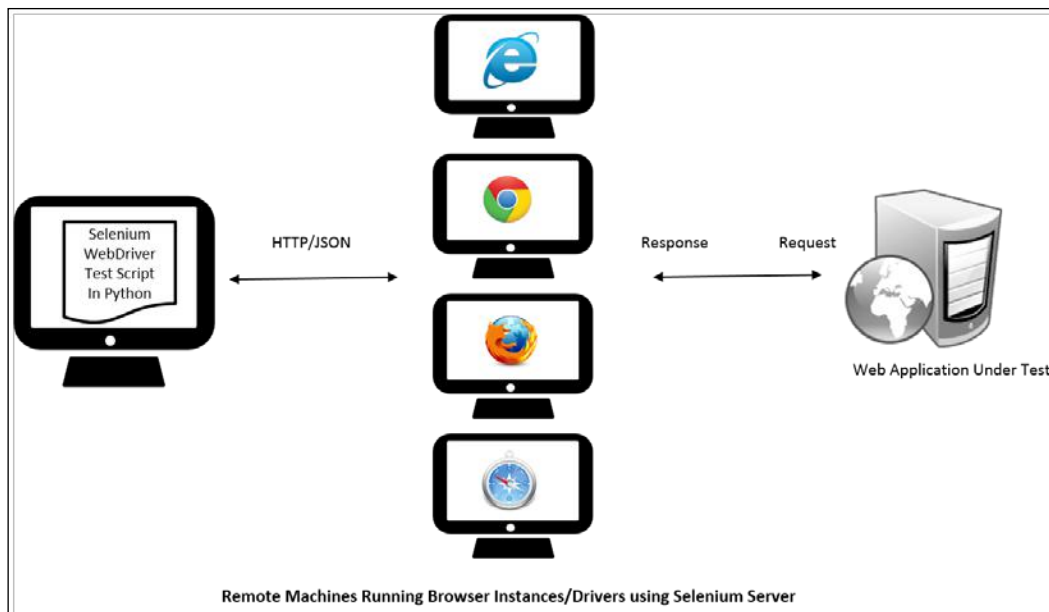 Selenium
WebDriver
Test Script
In Python
HTTP/JSON
Response
Request
Web Application Under Test
Remote Machines Running Browser Instances/Drivers using Selenium Server